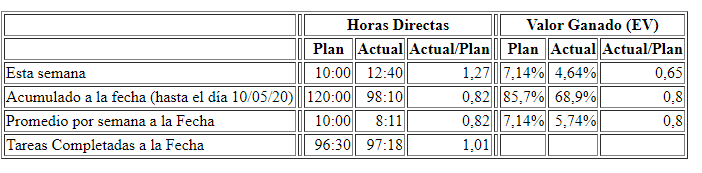 Horas Directas Valor Ganado (EV)
Plan Actual Actual/Plan Plan Actual Actual/Plan
Esta semana 10:00 12:40 1,27 7,14% 4,64% 0,65
Acumulado a la fecha (hasta el día 10/05/20) 120:00 98:10 0,82 85,7% 68,9% 0,8
Promedio por semana a la Fecha 10:00 8:11 0,82 7,14% 5,74% 0,8
Tareas Completadas a la Fecha 96:30 97:18 1,01